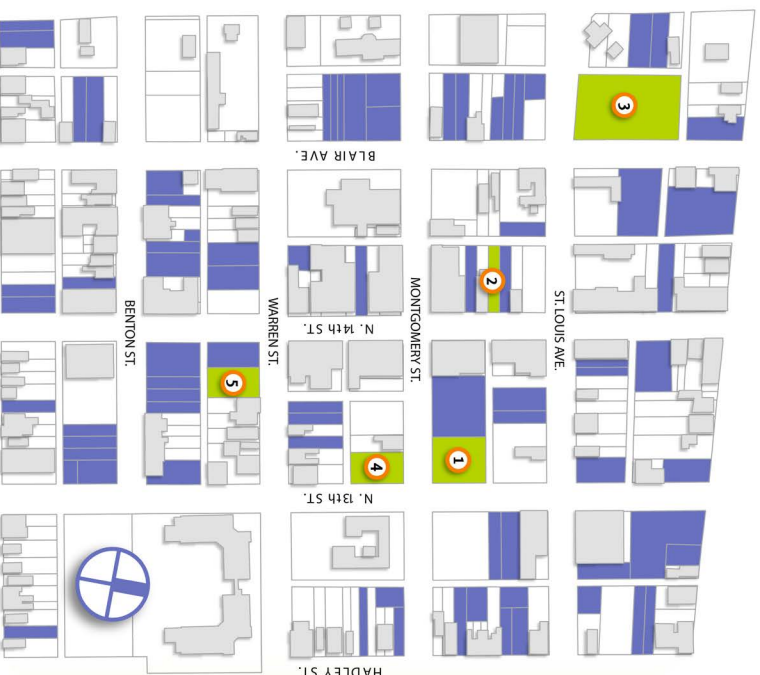 3
BLAIR AVE.
2
BENTON ST.
WARREN ST.
MONTGOMERY ST.
ST. LOUIS AVE.
N. 14th ST.
5
4
1
N. 13th ST.
HADLEY ST.